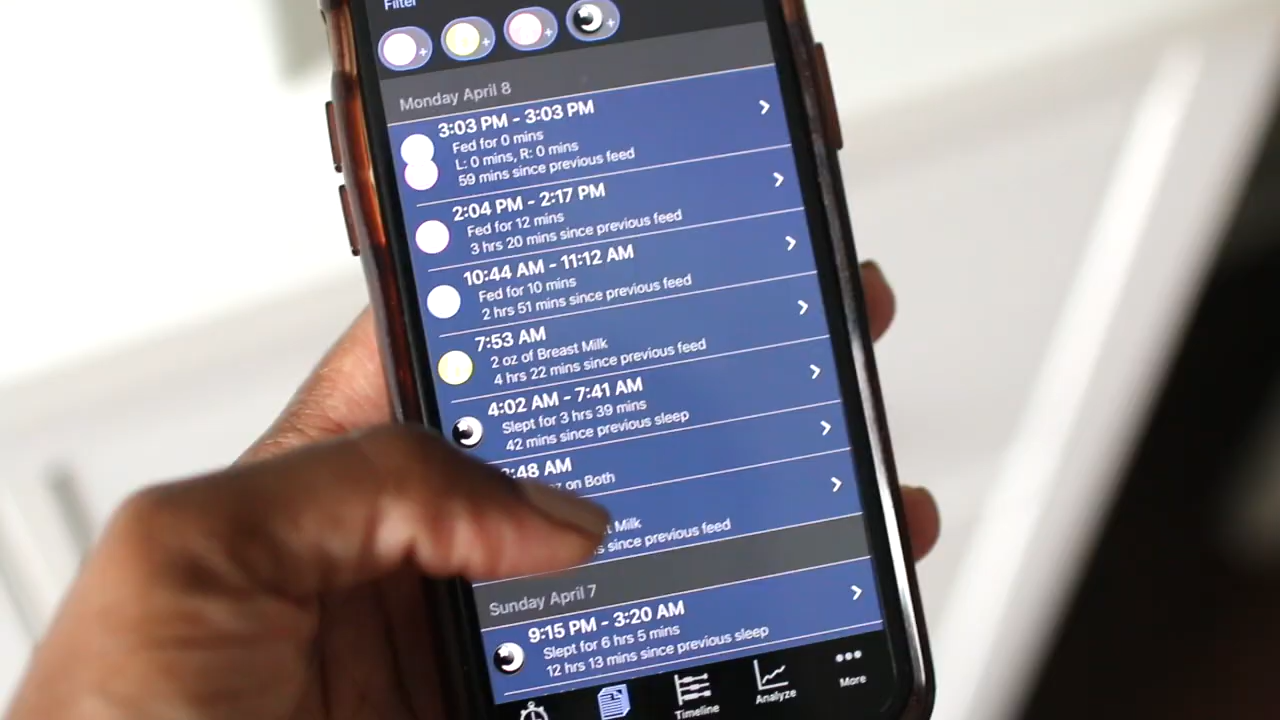 Filter
Monday April 8
3:03 PM - 3:03 PM
Fed for 0 mins
L: 0 mins, R: 0 mins
59 mins since previous feed
2:04 PM - 2:17 PM
Fed for 12 mins
3 hrs 20 mins since previous feed
10:44 AM - 11:12 AM
Fed for 10 mins
2 hrs 51 mins since previous feed
7:53 AM
2 oz of Breast Milk
4 hrs 22 mins since previous feed
4:02 AM - 7:41 AM
Slept for 3 hrs 39 mins
42 mins since previous sleep
:48 AM
on Both
Milk
since previous feed
Sunday April 7
9:15 PM - 3:20 AM
Slept for 6 hrs 5 mins
12 hrs 13 mins since previous sleep
Timeline
Analyze
More